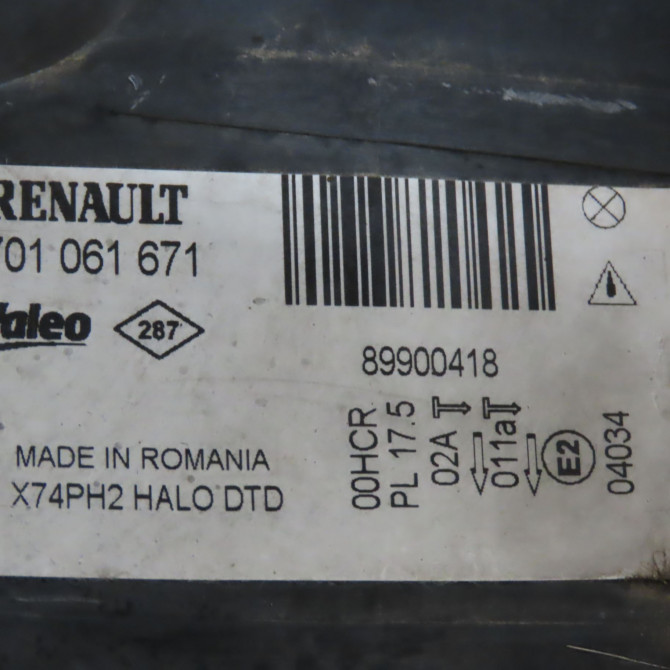 RENAULT
701 061 671
Valeo
287
89900418
MADE IN ROMANIA
X74PH2 HALO DTD
00HCR
PL 17.5
02A
011a
E2
04034